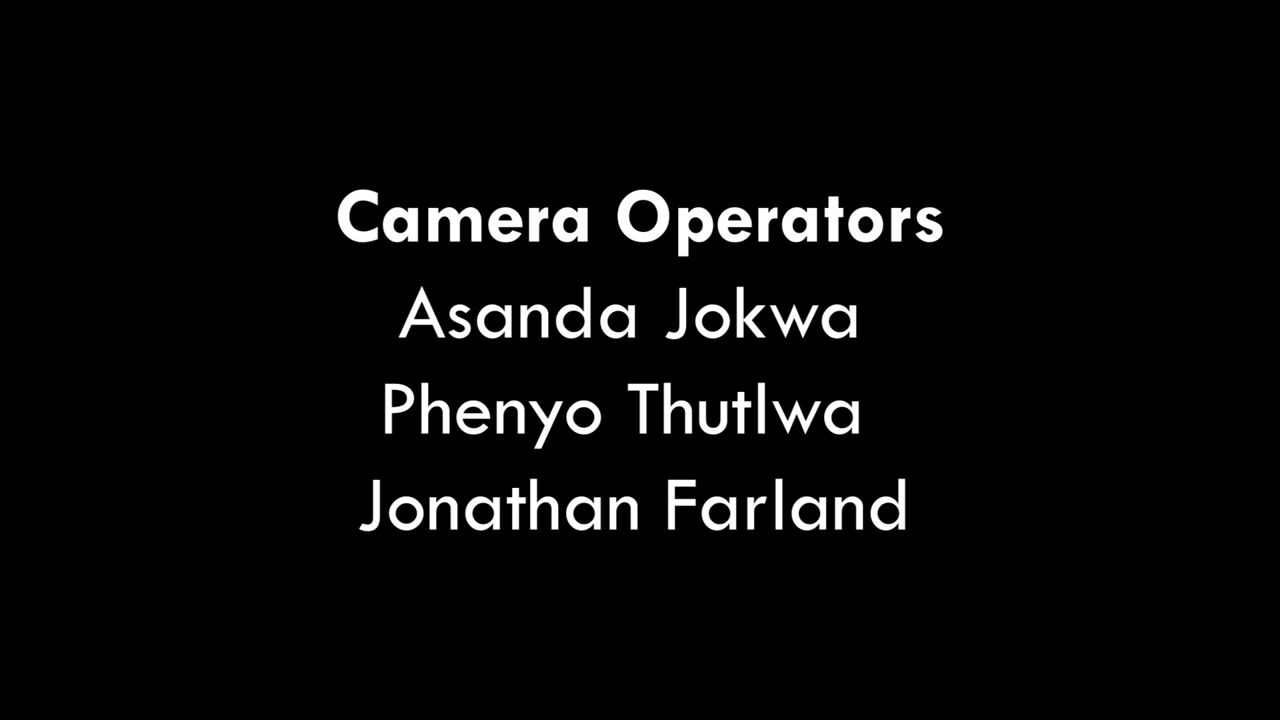 Camera Operators
Asanda Jokwa
Phenyo Thutlwa
Jonathan Farland